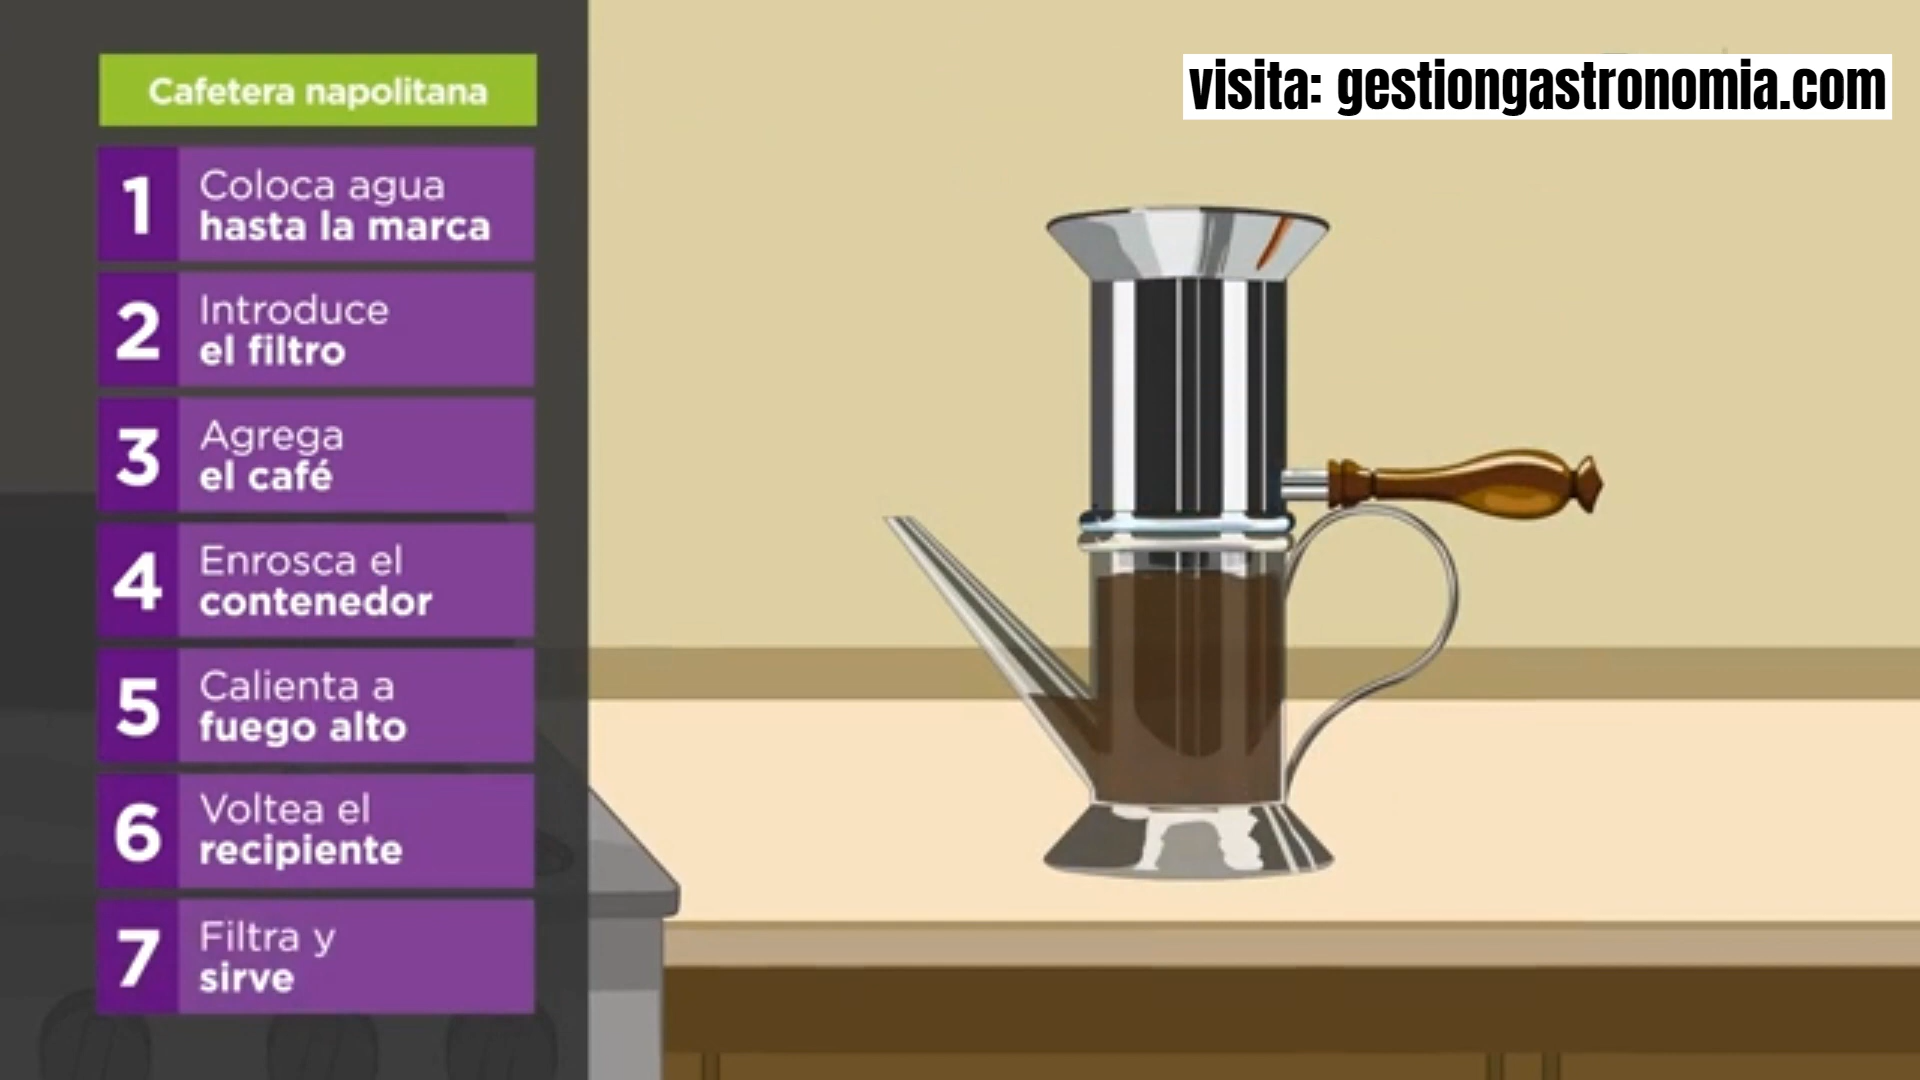 Cafetera napolitana
visita: gestiongastronomia.com
1
Coloca agua
hasta la marca
2
Introduce
el filtro
3
Agrega
el café
4
Enrosca el
contenedor
5
Calienta a
fuego alto
6
Voltea el
recipiente
7
Filtra y
sirve